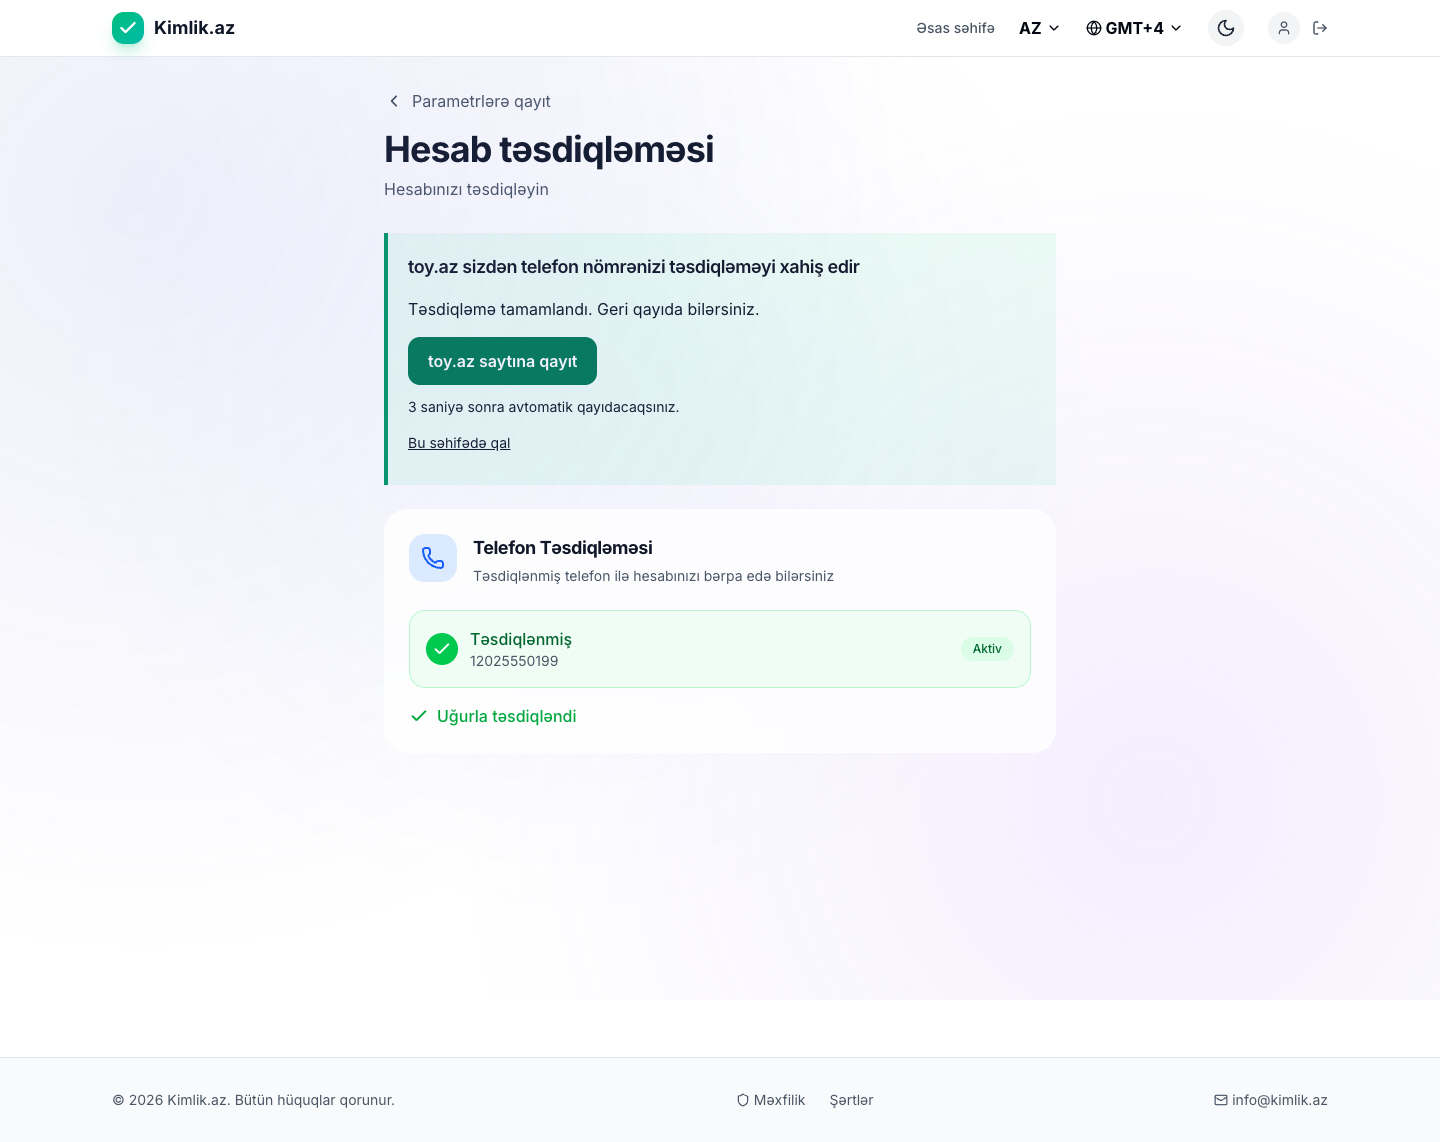 Kimlik.az
Əsas səhifə
AZ
GMT+4
Parametrlərə qayıt
Hesab təsdiqləməsi
Hesabınızı təsdiqləyin
toy.az sizdən telefon nömrənizi təsdiqləməyi xahiş edir
Təsdiqləmə tamamlandı. Geri qayıda bilərsiniz.
toy.az saytına qayıt
3 saniyə sonra avtomatik qayıdacaqsınız.
Bu səhifədə qal
Telefon Təsdiqləməsi
Təsdiqlənmiş telefon ilə hesabınızı bərpa edə bilərsiniz
Təsdiqlənmiş
12025550199
Aktiv
Uğurla təsdiqləndi
© 2026 Kimlik.az. Bütün hüquqlar qorunur.
Məxfilik
Şərtlər
info@kimlik.az